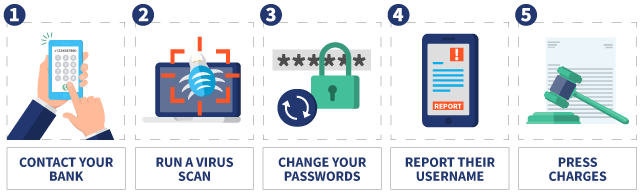 1
2
3
4
5
+1234567890
*****
!
REPORT
CONTACT YOUR
BANK
RUN A VIRUS
SCAN
CHANGE YOUR
PASSWORDS
REPORT THEIR
USERNAME
PRESS
CHARGES